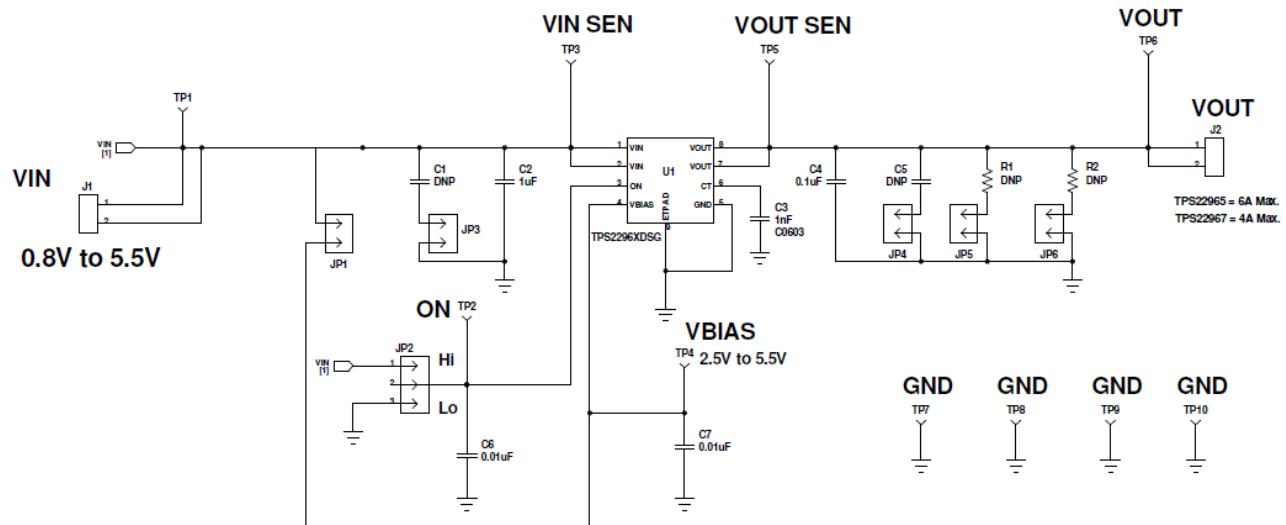 VIN SEN
TP3
VOUT SEN
TP5
VOUT
TP6
TP1
VIN
[1]
VIN
J1
1
2
0.8V to 5.5V
JP1
C1
DNP
JP3
C2
1uF
1
2
3
4
VIN
VIN
ON
VBIAS
U1
VOUT
VOUT
CT
GND
ETPAD
9
8
7
6
5
TPS2296XDSG
C3
1nF
C0603
C4
0.1uF
C5
DNP
R1
DNP
R2
DNP
JP4
JP5
JP6
VOUT
J2
1
2
TPS22965 = 6A Max.
TPS22967 = 4A Max.
ON
TP2
VIN
[1]
JP2
1
2
3
Hi
Lo
C6
0.01uF
VBIAS
TP4 2.5V to 5.5V
C7
0.01uF
GND
TP7
GND
TP8
GND
TP9
GND
TP10